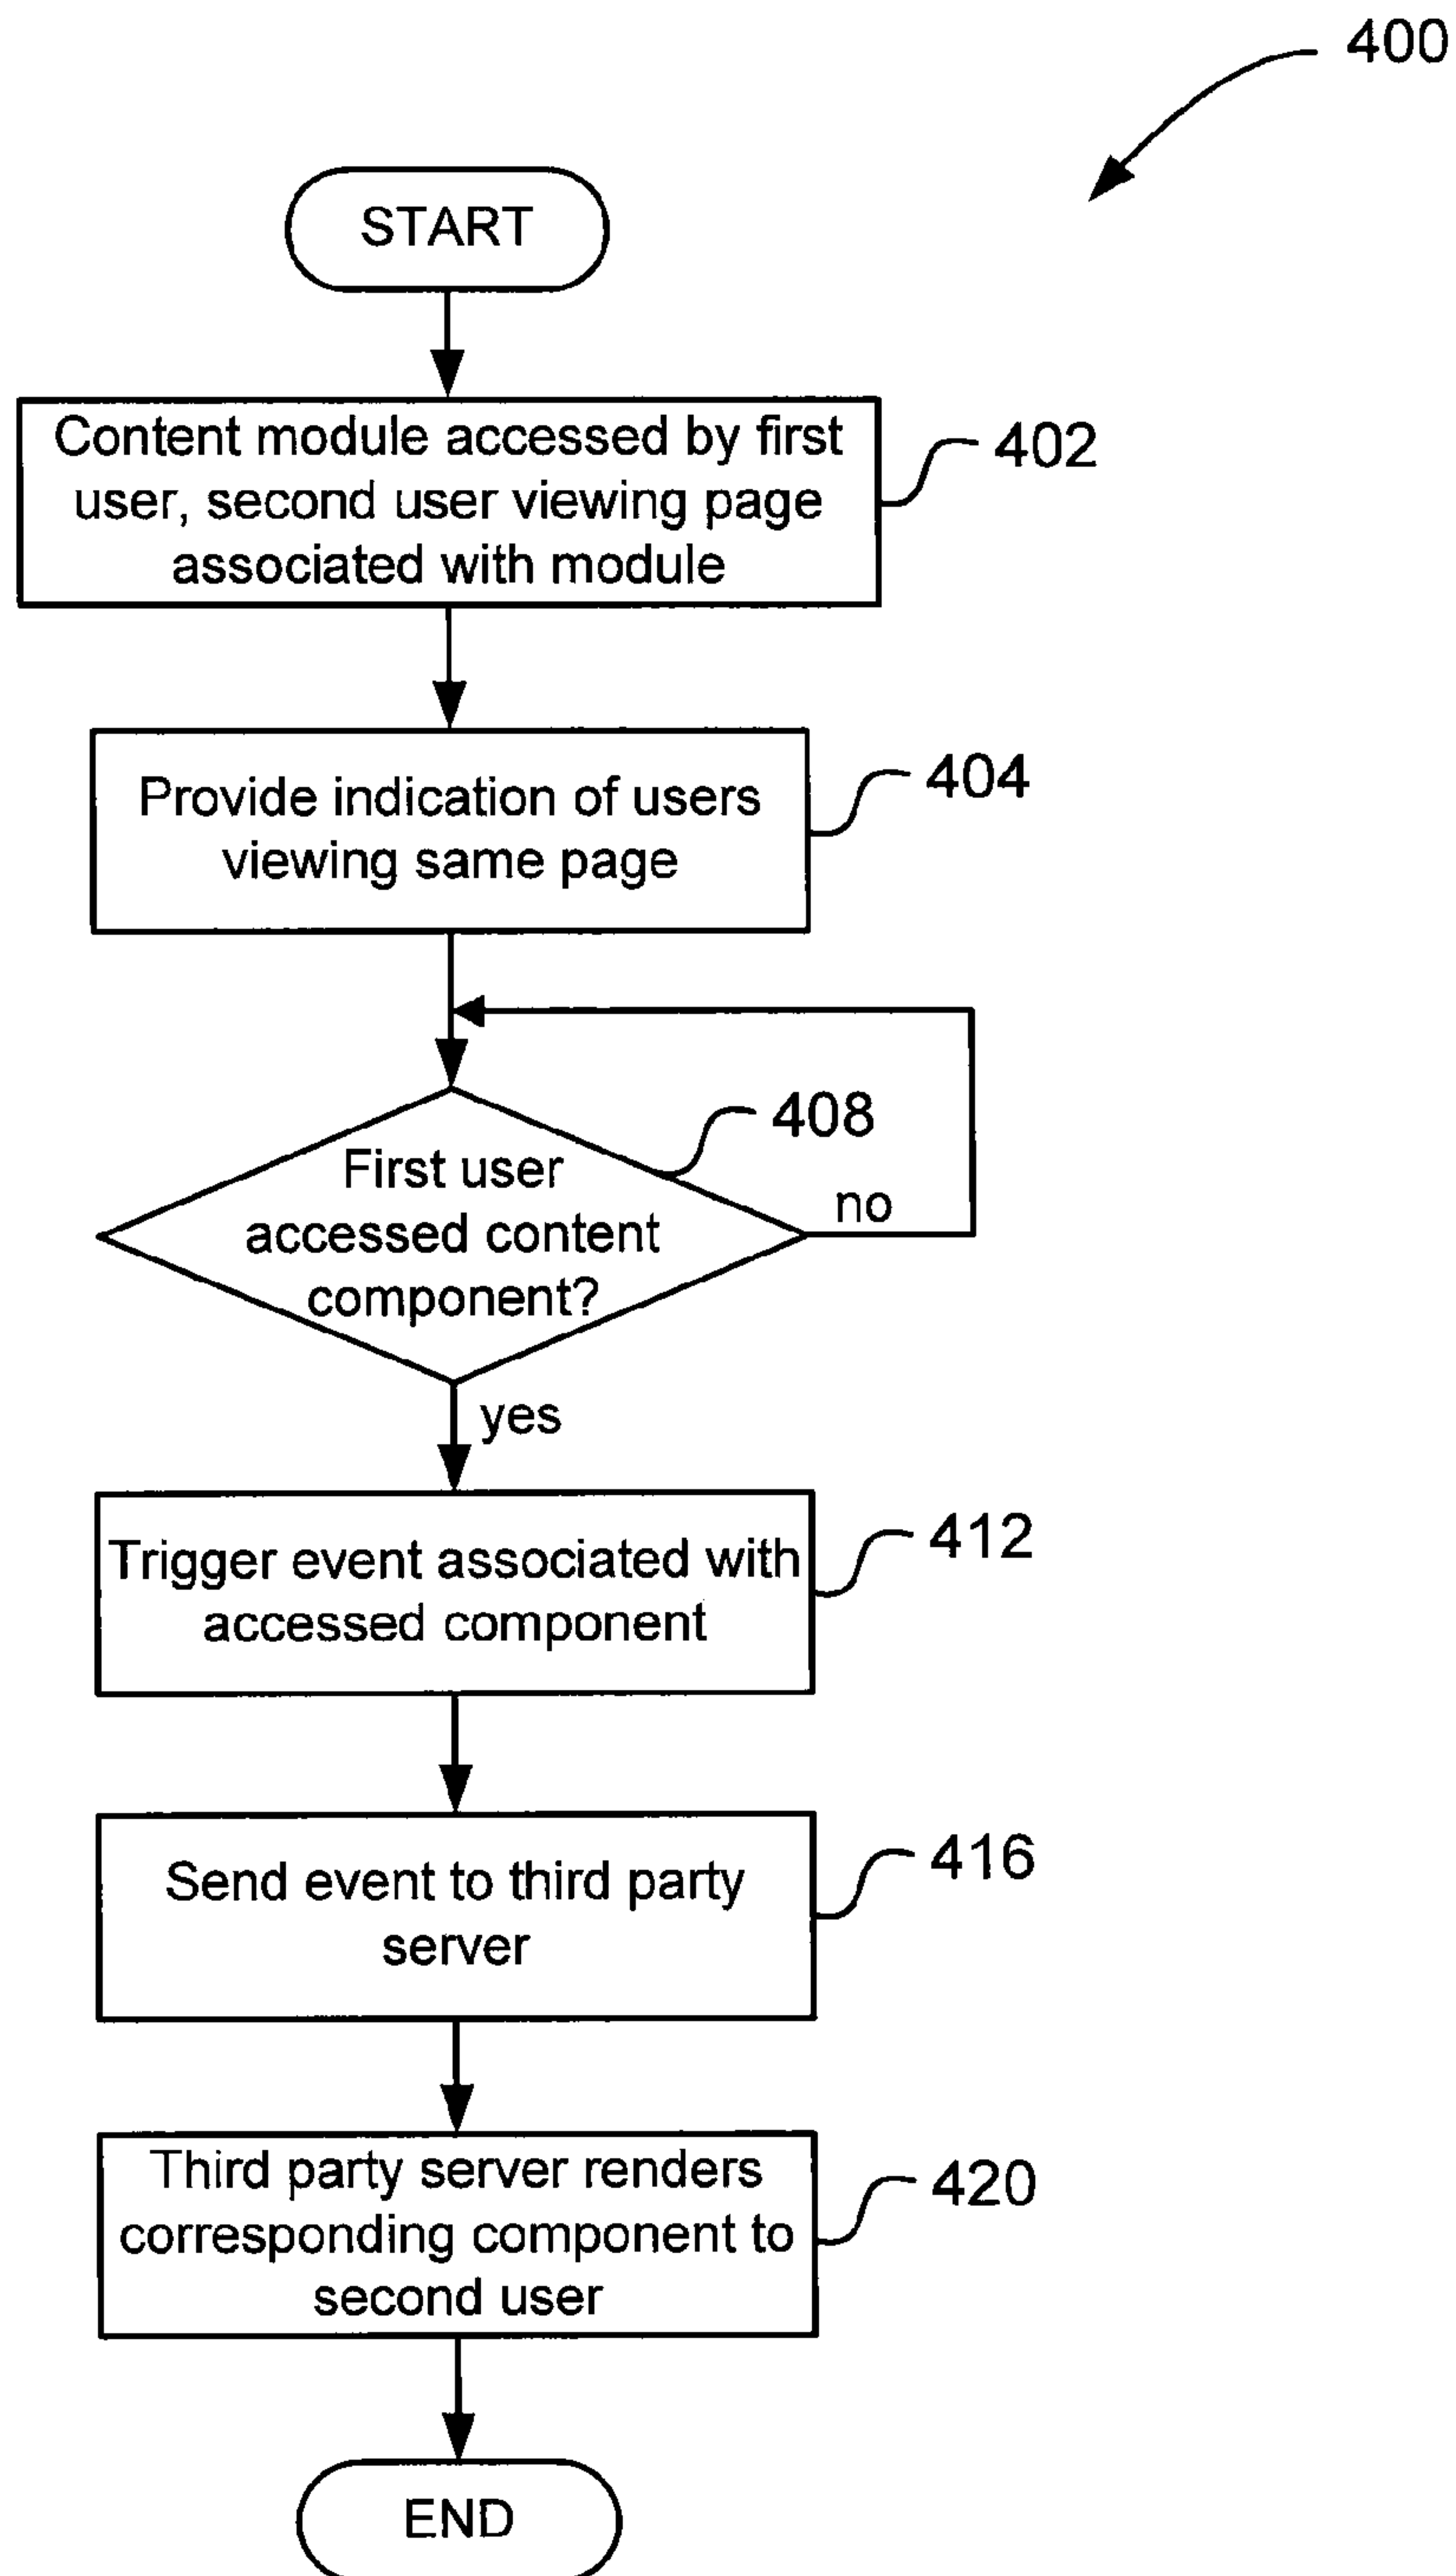 400
START
Content module accessed by first
user, second user viewing page
associated with module
402
Provide indication of users
viewing same page
404
First user
accessed content
component?
408
no
yes
Trigger event associated with
accessed component
412
Send event to third party
server
416
Third party server renders
corresponding component to
second user
420
END